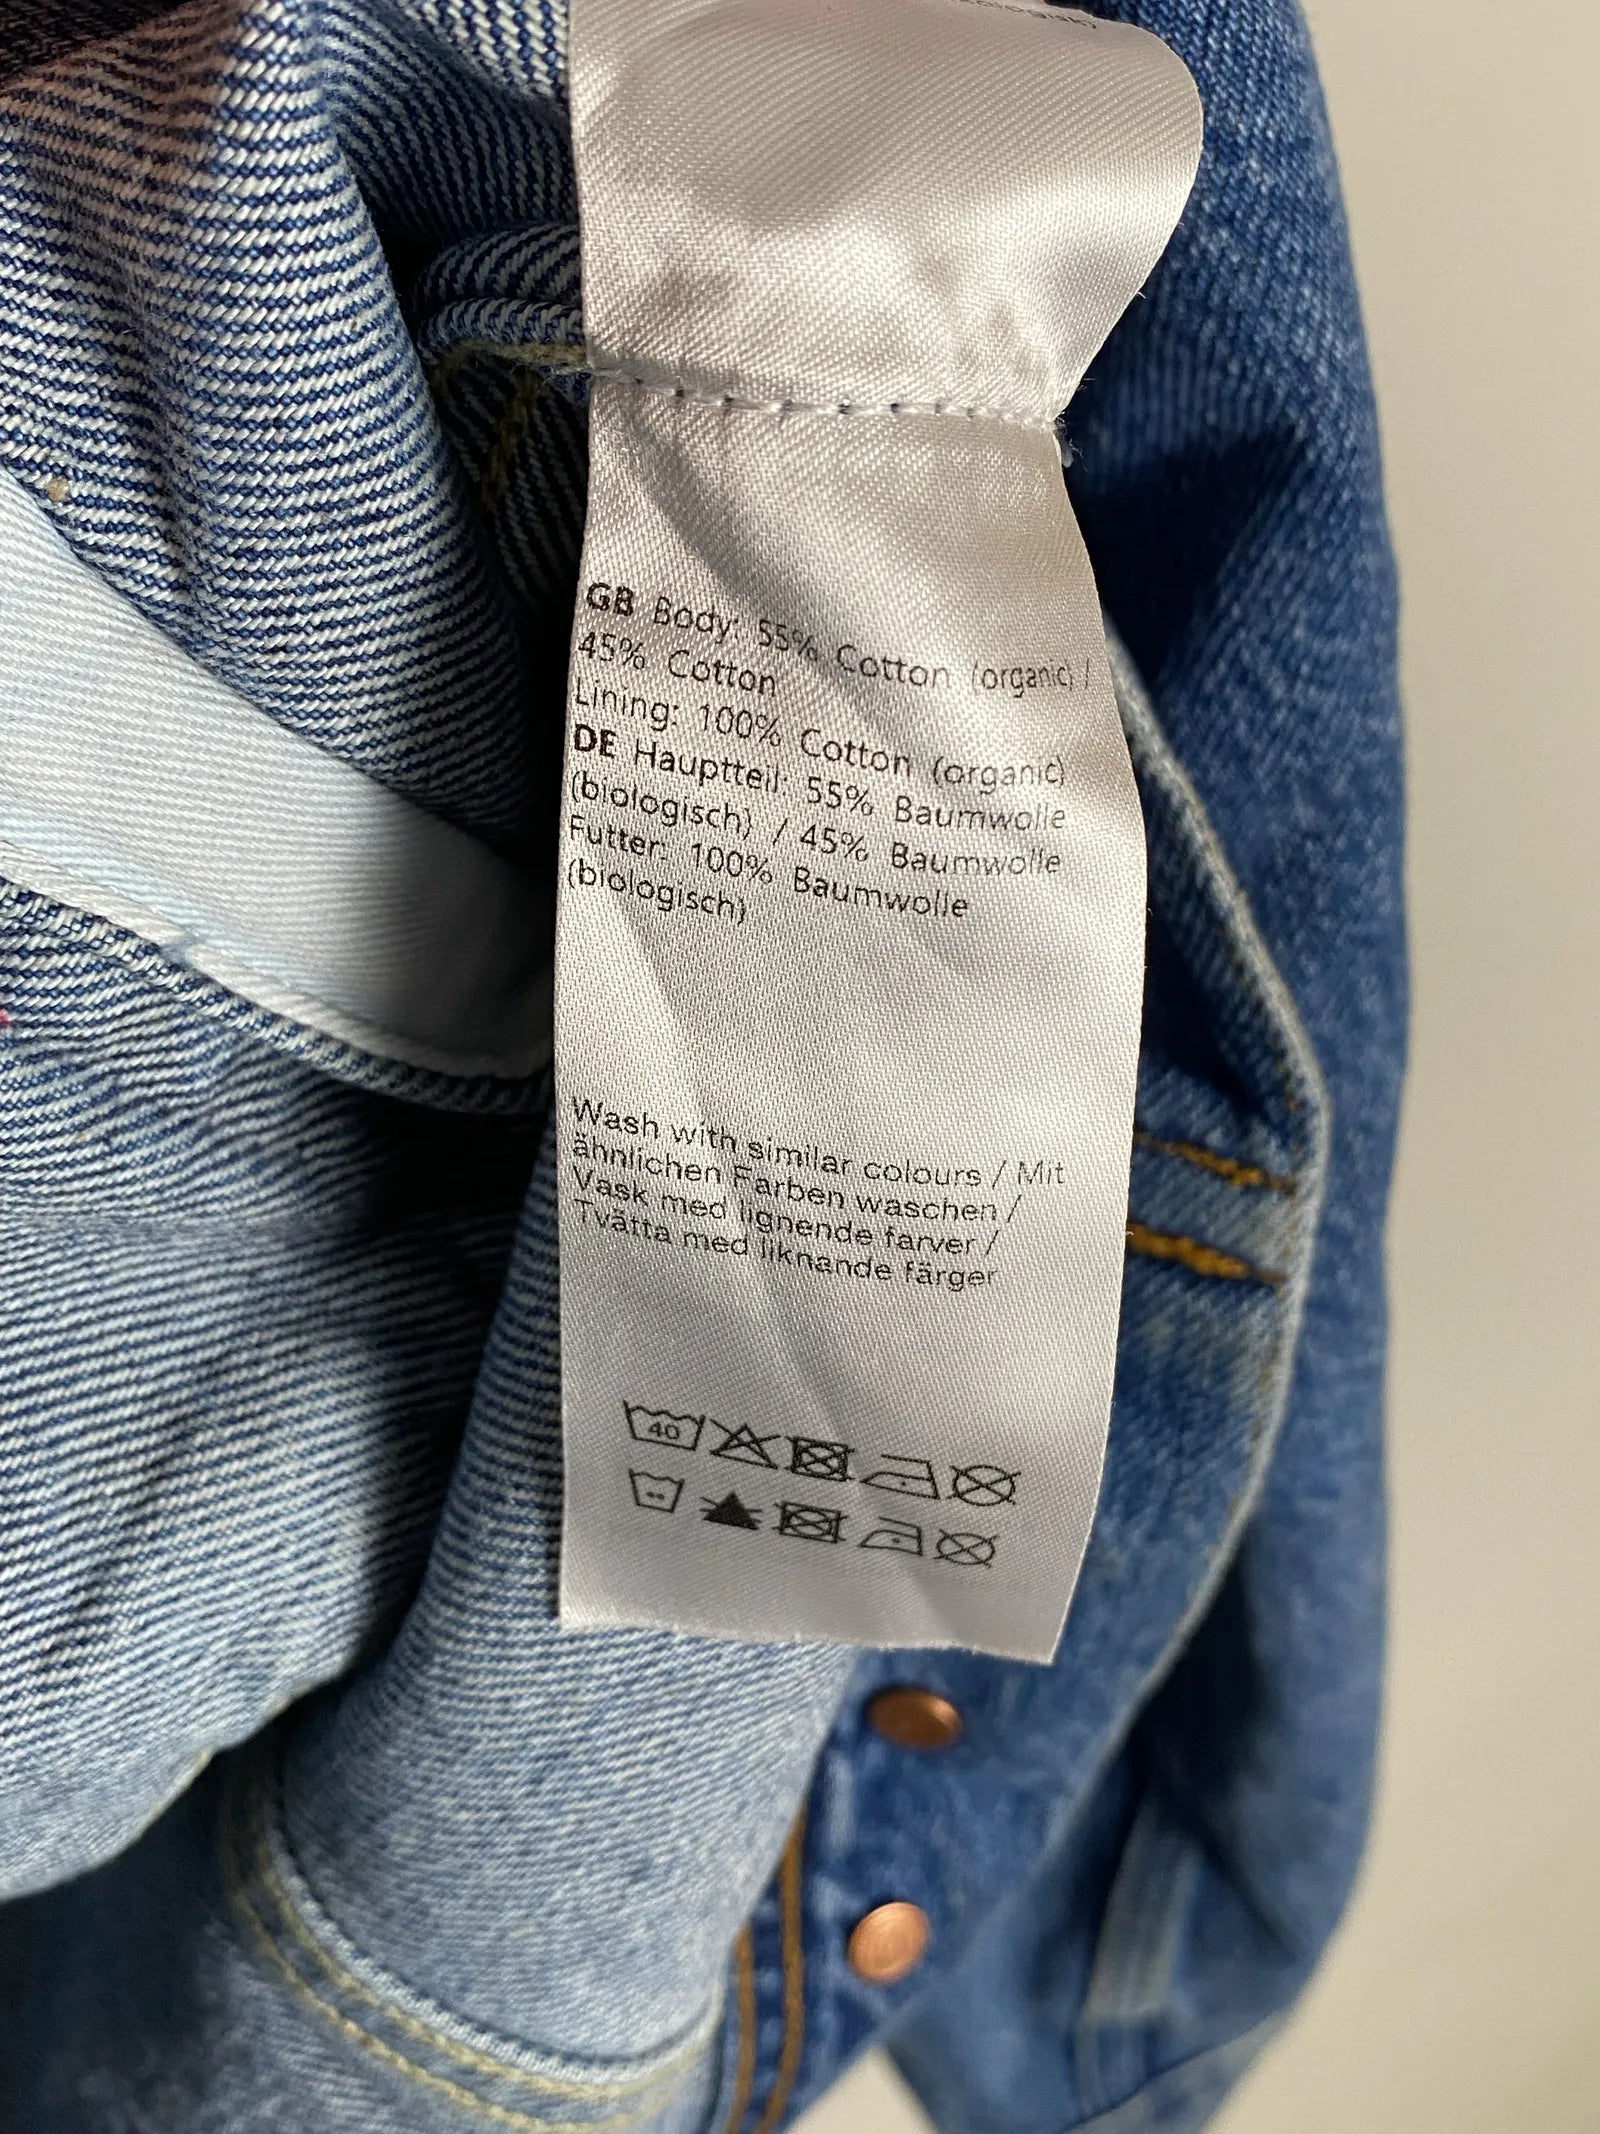 GB Body: 55% Cotton (organic) /
45% Cotton
Lining: 100% Cotton (organic)
DE Hauptteil: 55% Baumwolle
(biologisch) / 45% Baumwolle
Futter: 100% Baumwolle
(biologisch)
Wash with similar colours / Mit
ähnlichen Farben waschen /
Vask med lignende farver /
Tvätta med liknande färger
40